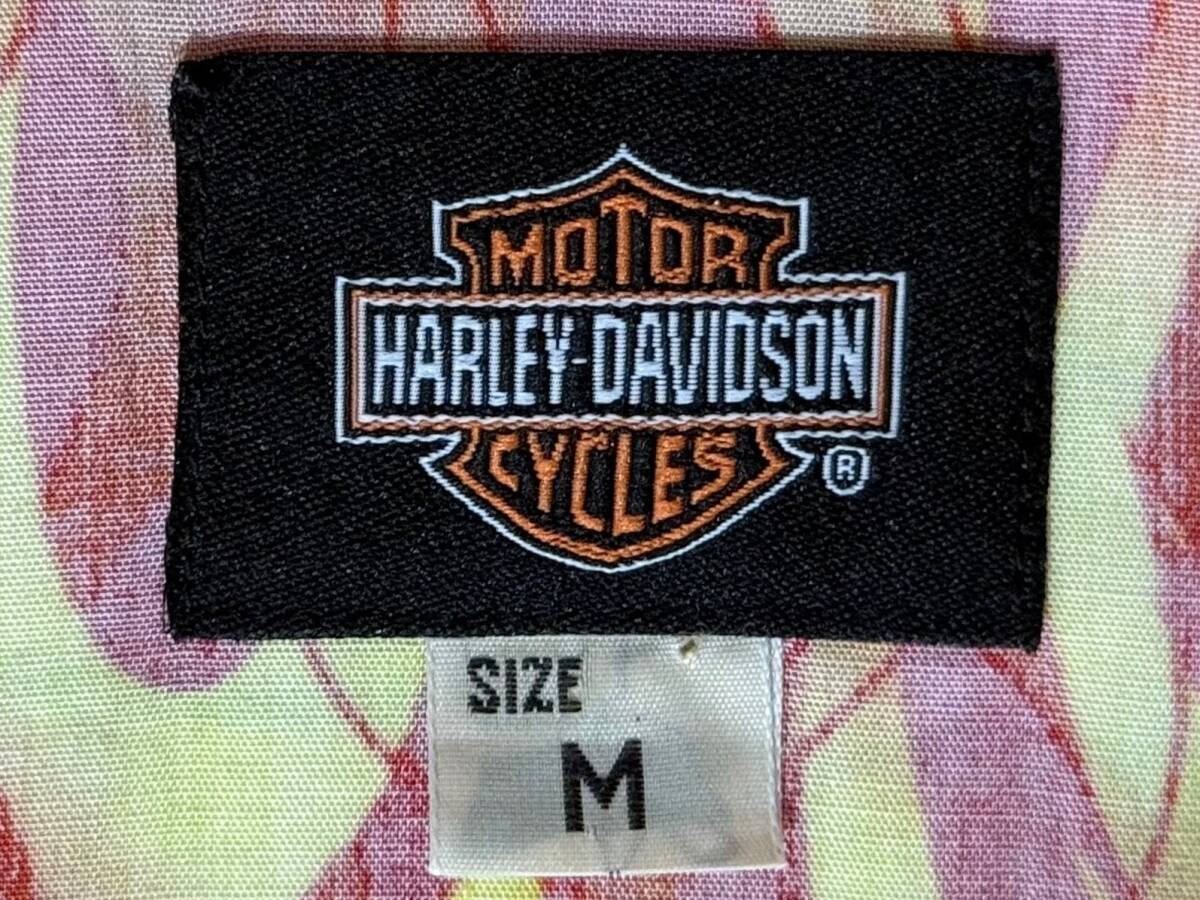 MOTOR
HARLEY-DAVIDSON
CYCLES
®
SIZE
M